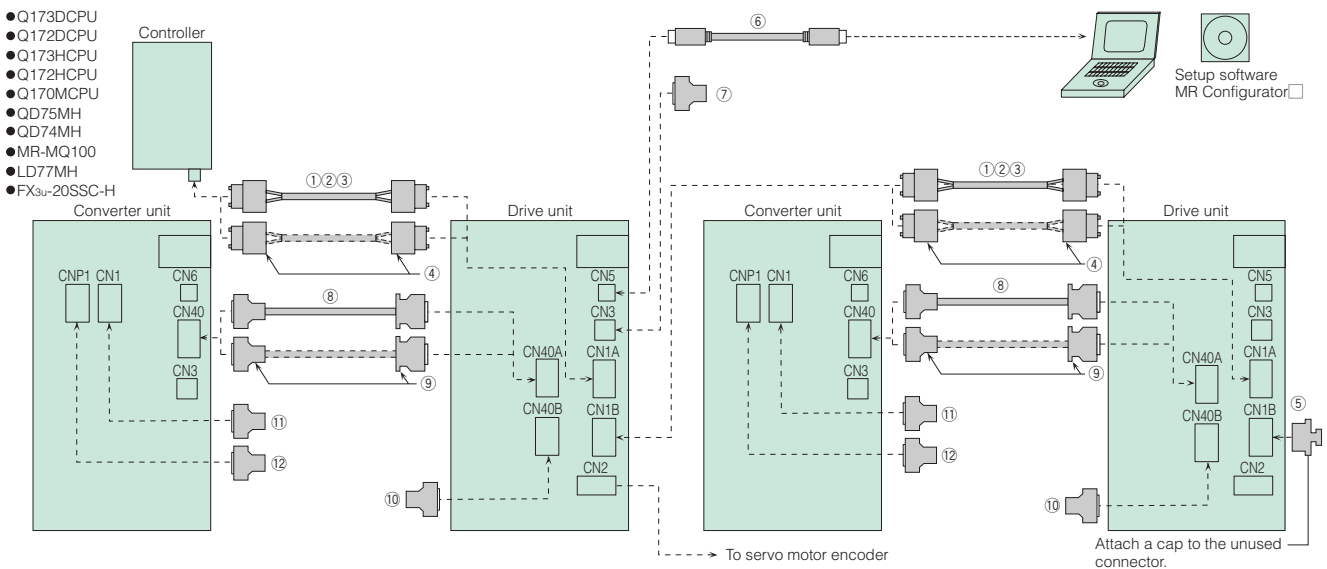 ●Q173DCPU
●Q172DCPU
●Q173HCPU
●Q172HCPU
●Q170MCPU
●QD75MH
●QD74MH
●MR-MQ100
●LD77MH
●FX3u-20SSC-H
Controller
⑥
Setup software
MR Configurator□
⑦
①②③
④
Converter unit
CNP1 CN1
CN6
CN40
CN3
⑧
⑨
⑪
⑫
⑩
Drive unit
CN5
CN3
CN40A
CN1A
CN40B
CN1B
CN2
To servo motor encoder
①②③
④
Converter unit
CNP1 CN1
CN6
CN40
CN3
⑧
⑨
⑪
⑫
⑩
Drive unit
CN5
CN3
CN40A
CN1A
CN40B
CN1B
CN2
⑤
Attach a cap to the unused
connector.